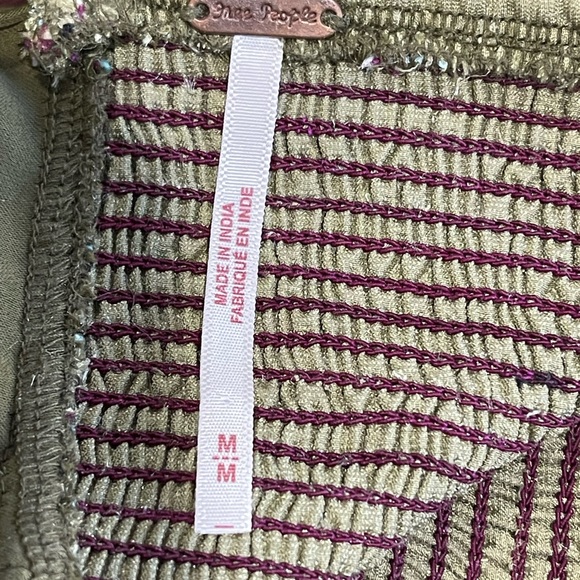 Free People
MADE IN INDIA
FABRIQUÉ EN INDE
M
M